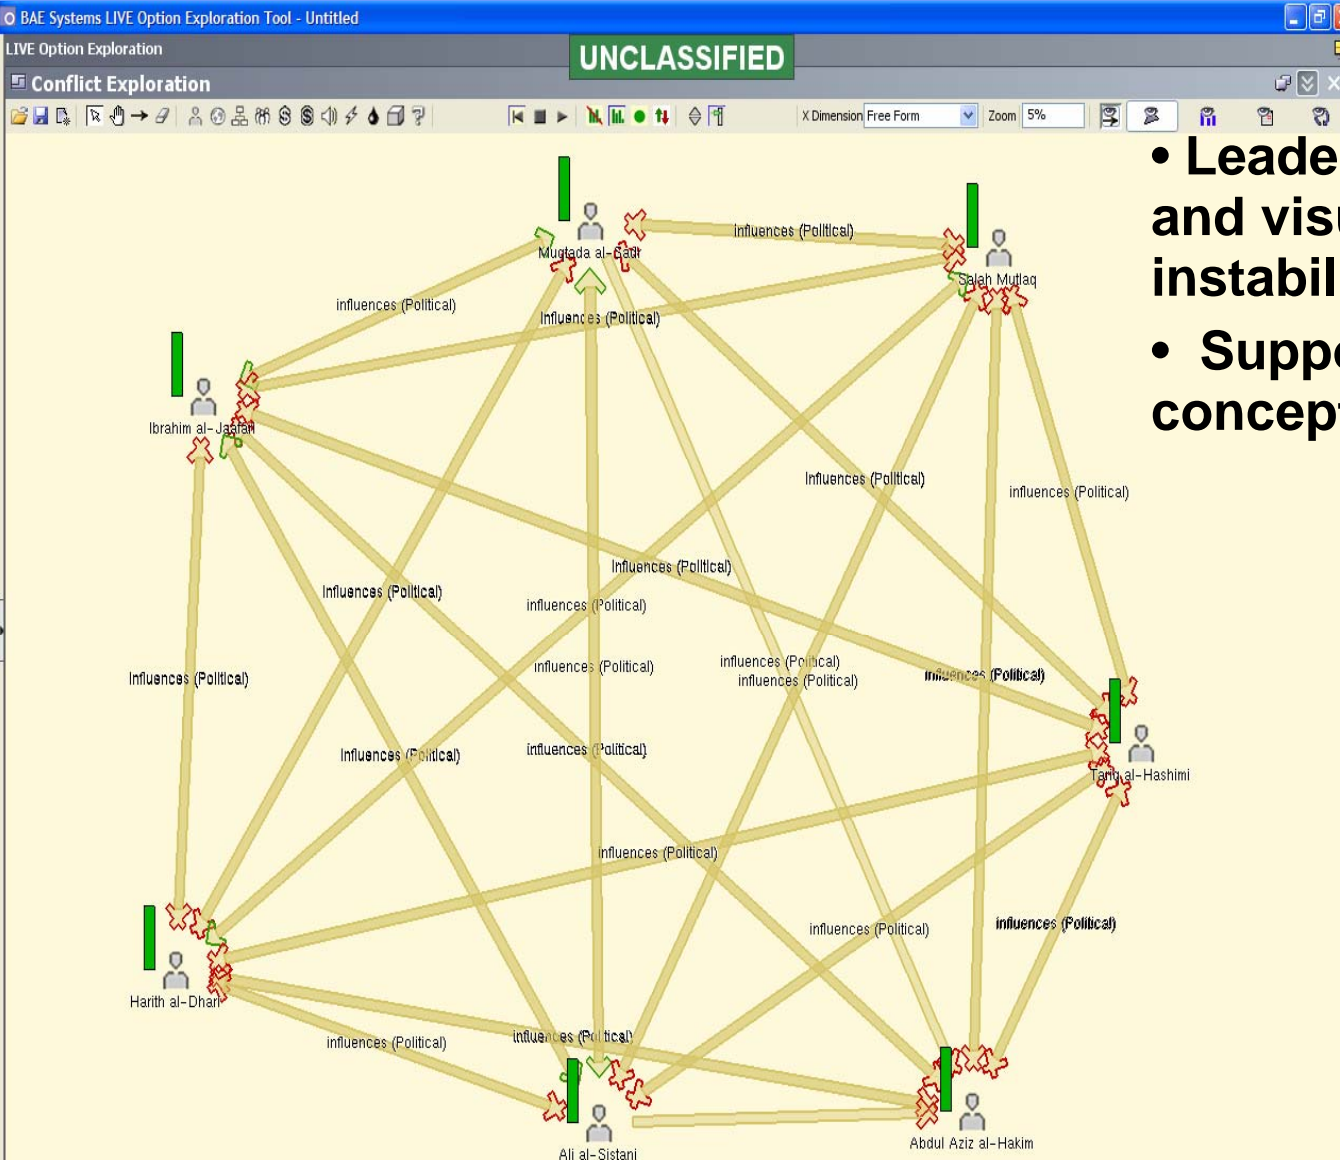 BAE Systems LIVE Option Exploration Tool - Untitled
LIVE Option Exploration
UNCLASSIFIED
Conflict Exploration
X Dimension Free Form Zoom 5%
• Leade
and visu
instabil
• Suppo
concept
influences (Political)
Muqtada al-Sadr
Salah Mutlaq
influences (Political)
Influences (Political)
Ibrahim al-Jaafari
Influences (Political)
influences (Political)
Influences (Political)
Influences (Political)
influences (Political)
influences (Political)
influences (Political)
influences (Political)
influences (Political)
Influences (Political)
influences (Political)
Influences (Political)
Tariq al-Hashimi
influences (Political)
influences (Political)
influences (Political)
Harith al-Dhari
influences (Political)
influences (Political)
Abdul Aziz al-Hakim
Ali al-Sistani